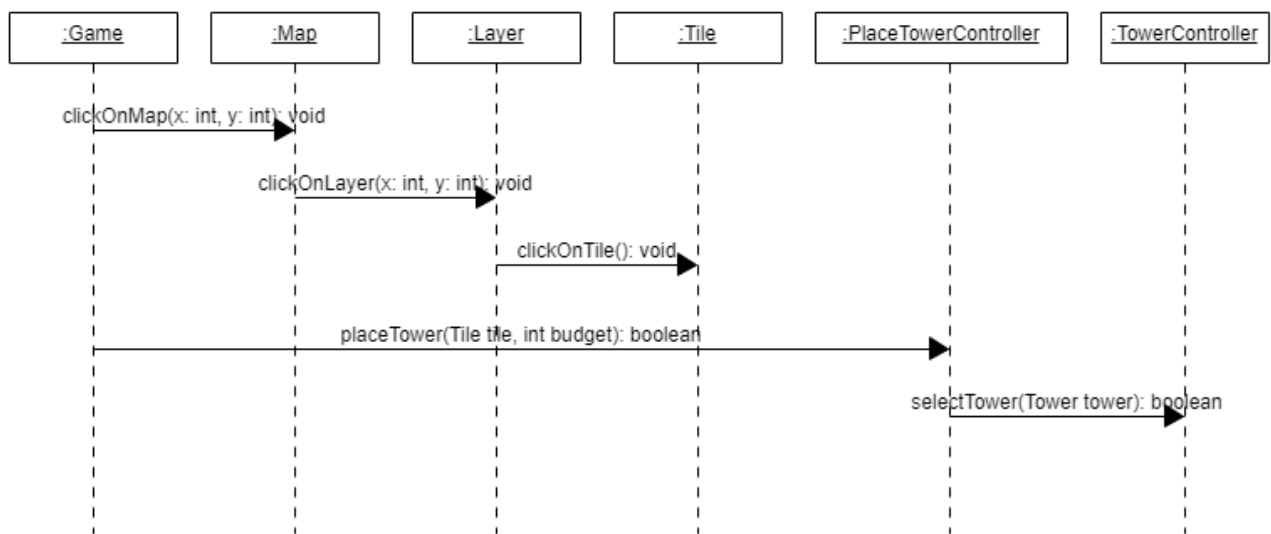 :Game :Map :Layer :Tile :PlaceTowerController :TowerController
clickOnMap(x: int, y: int): void
clickOnLayer(x: int, y: int): void
clickOnTile(): void
placeTower(Tile tile, int budget): boolean
selectTower(Tower tower): boolean